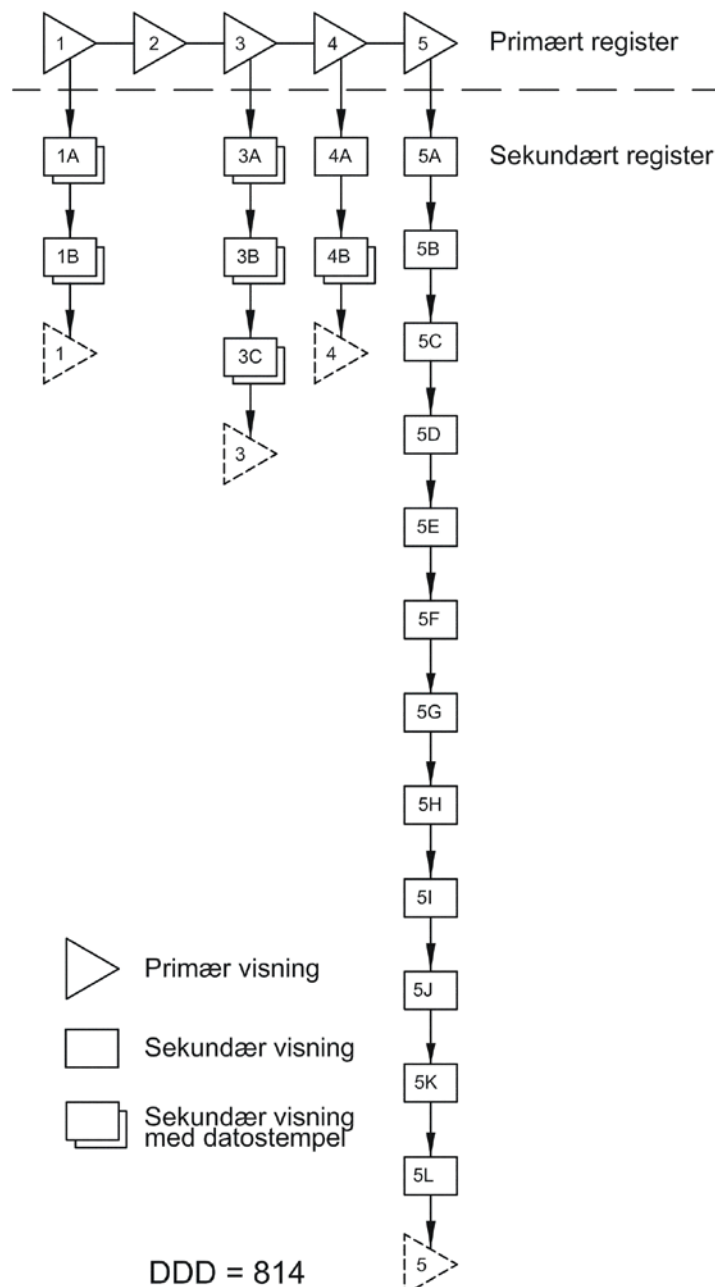 1 2 3 4 5 Primært register
1A 3A 4A 5A Sekundært register
1B 3B 4B 5B
1 3C 4 5C
3 5D
5E
5F
5G
5H
5I
5J
5K
5L
5
Primær visning
Sekundær visning
Sekundær visning
med datostempel
DDD = 814